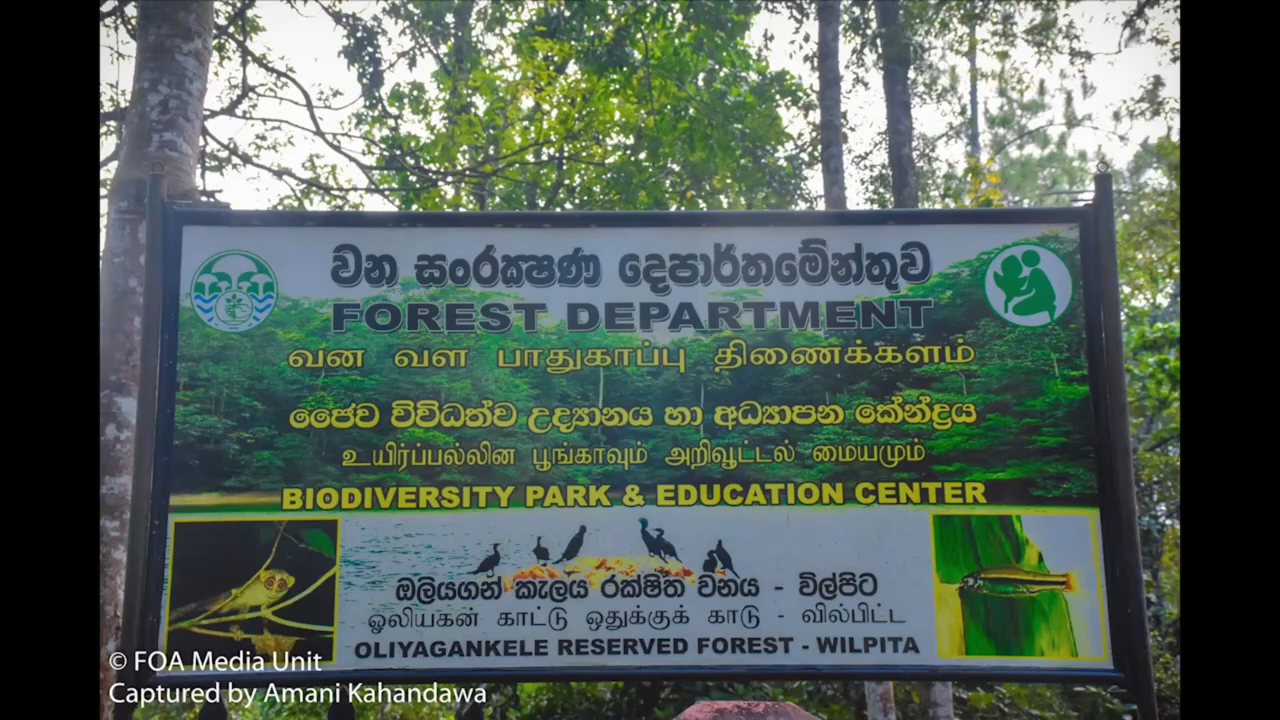 වන සංරක්ෂණ දෙපාර්තමේන්තුව
FOREST DEPARTMENT
வன வள பாதுகாப்பு திணைக்களம்
ජෛව විවිධත්ව උද්‍යානය හා අධ්‍යාපන කේන්ද්‍රය
உயிர்ப்பல்லின பூங்காவும் அறிவூட்டல் மையமும்
BIODIVERSITY PARK & EDUCATION CENTER
ඔලියගන් කැලය රක්ෂිත වනය - විල්පිට
ஓலியகன் காட்டு ஒதுக்குக் காடு - வில்பிட்ட
OLIYAGANKELE RESERVED FOREST - WILPITA
© FOA Media Unit
Captured by Amani Kahandawa